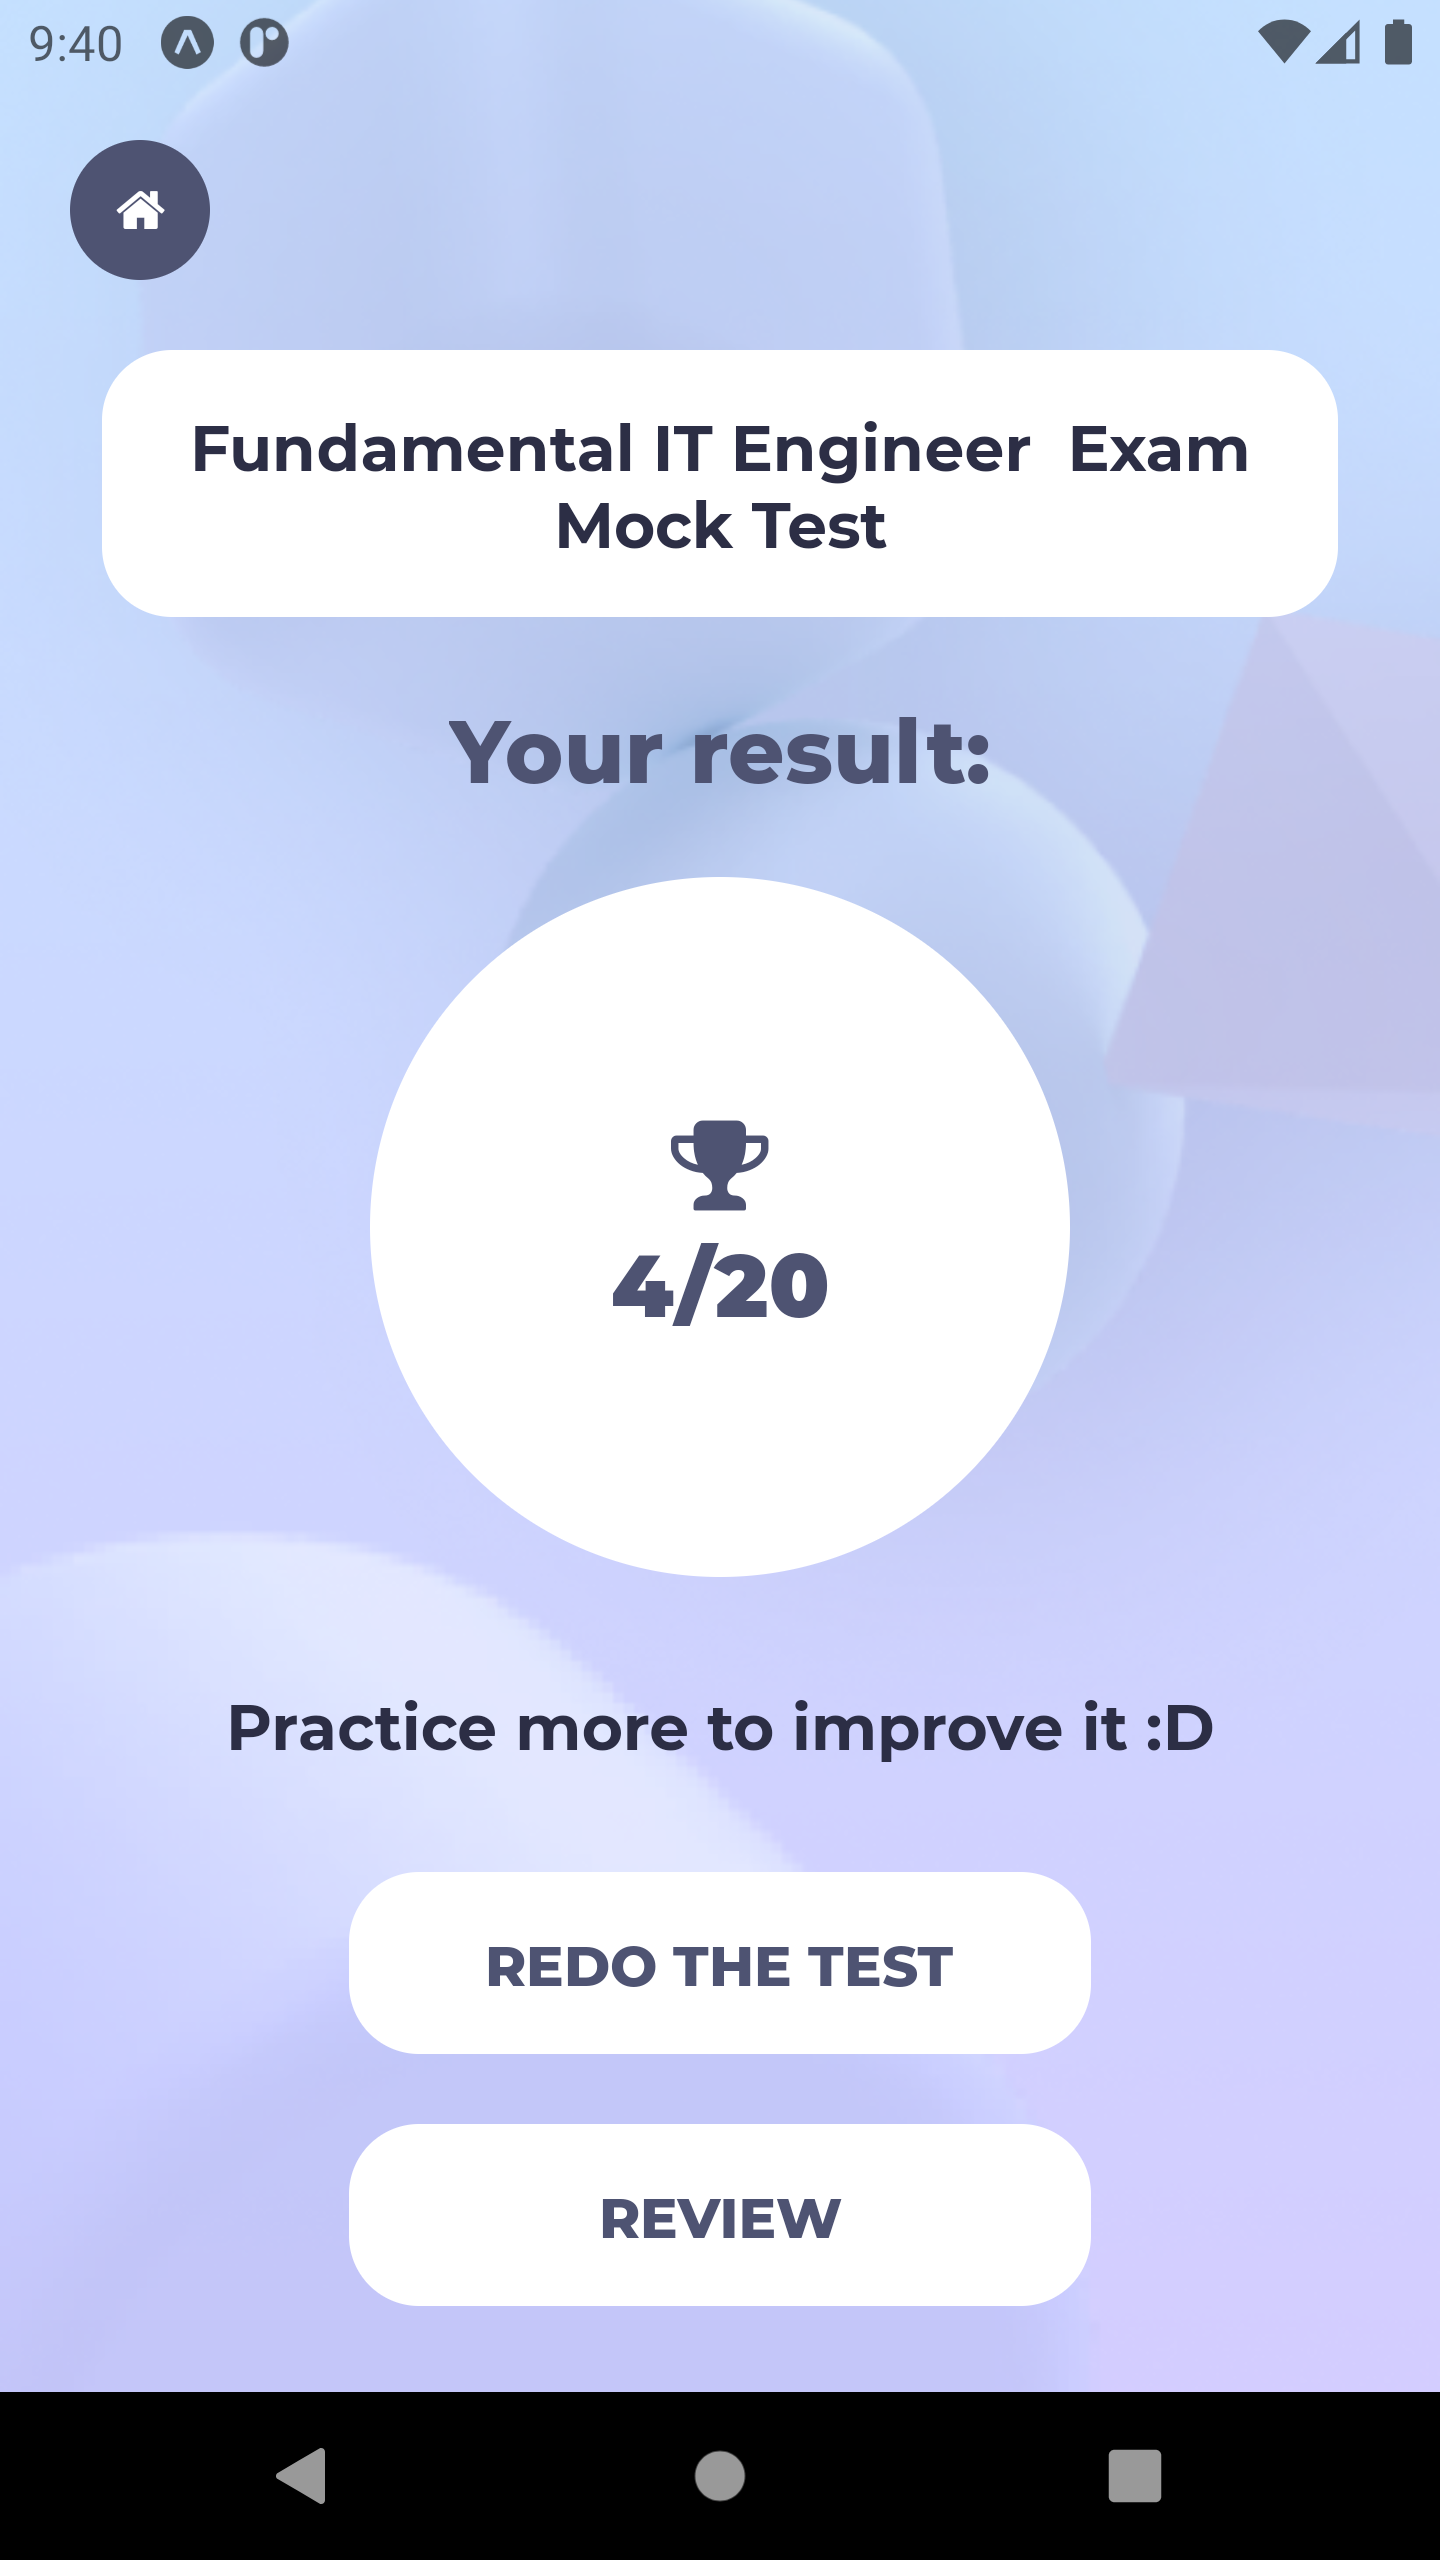 9:40
Fundamental IT Engineer  Exam
Mock Test
Your result:
4/20
Practice more to improve it :D
REDO THE TEST
REVIEW